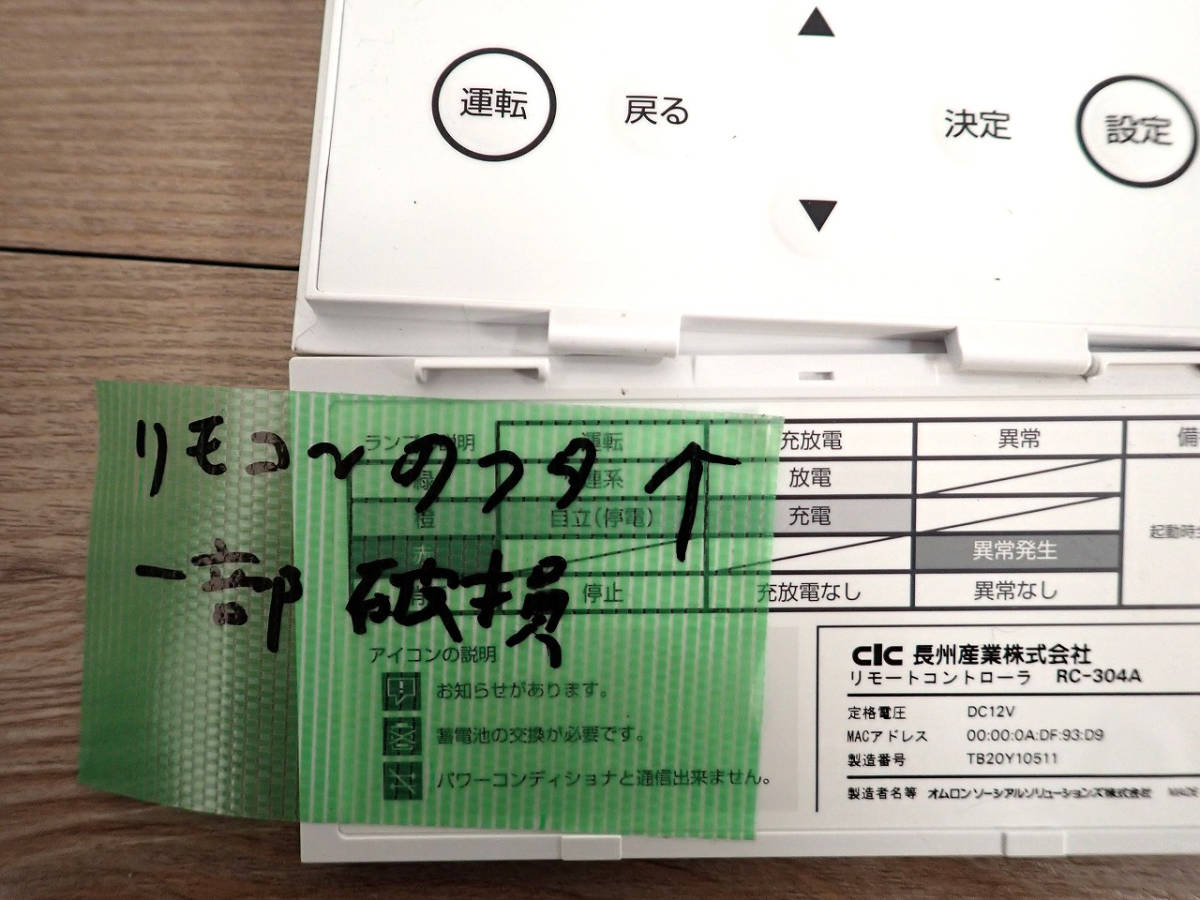 ▲
運転 戻る 決定 設定
▼
リモコンのフタ↑
一部破損
ランプの説明 運転 充放電 異常 備
緑 連系 放電
橙 自立(停電) 充電 起動時
赤 異常発生
停止 充放電なし 異常なし
アイコンの説明
お知らせがあります。
蓄電池の交換が必要です。
パワーコンディショナと通信出来ません。
CIC 長州産業株式会社
リモートコントローラ RC-304A
定格電圧 DC12V
MACアドレス 00:00:0A:DF:93:D9
製造番号 TB20Y10511
製造者名等 オムロンソーシアルソリューションズ株式会社 MADE